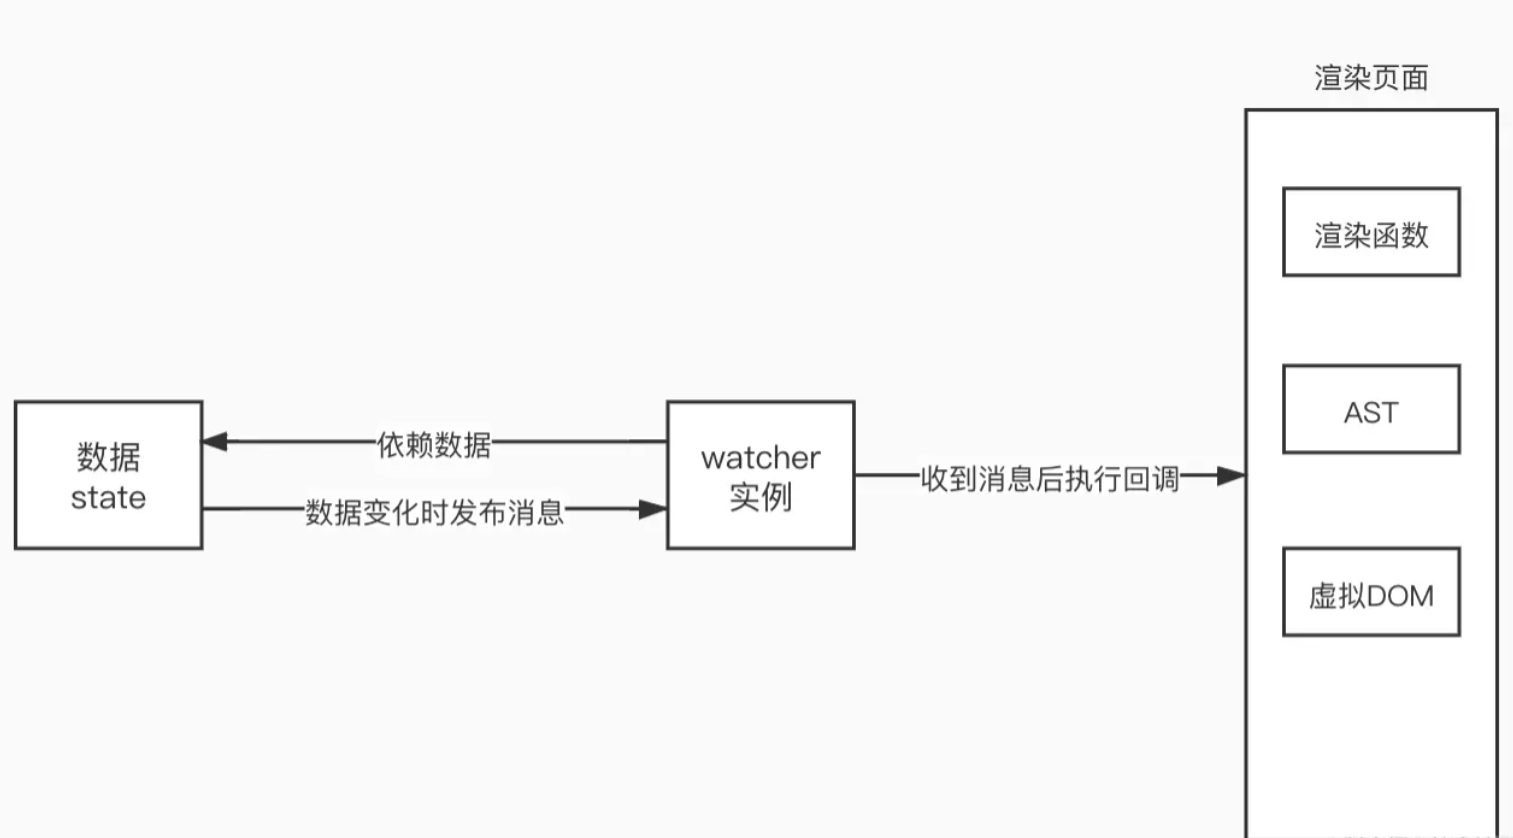 渲染页面
渲染函数
AST
虚拟DOM
数据
state
依赖数据
数据变化时发布消息
watcher
实例
收到消息后执行回调